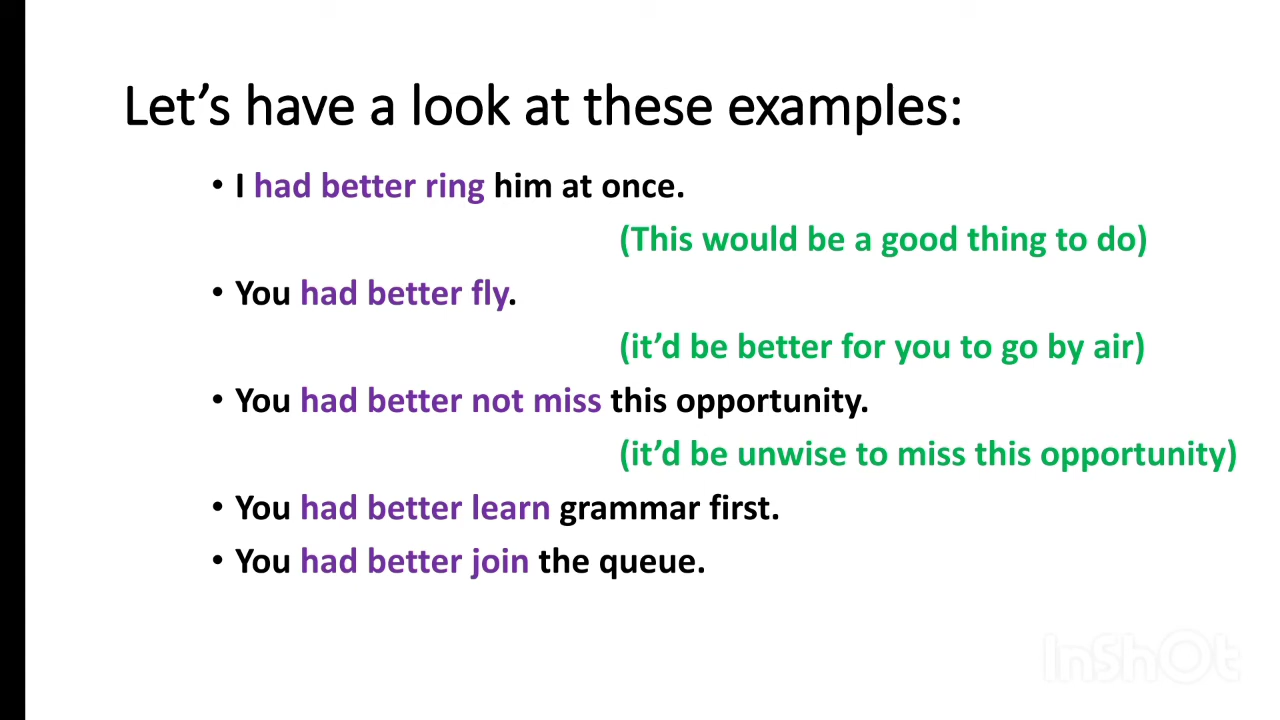 Let’s have a look at these examples:
• I had better ring him at once.
(This would be a good thing to do)
• You had better fly.
(it’d be better for you to go by air)
• You had better not miss this opportunity.
(it’d be unwise to miss this opportunity)
• You had better learn grammar first.
• You had better join the queue.
InShOt